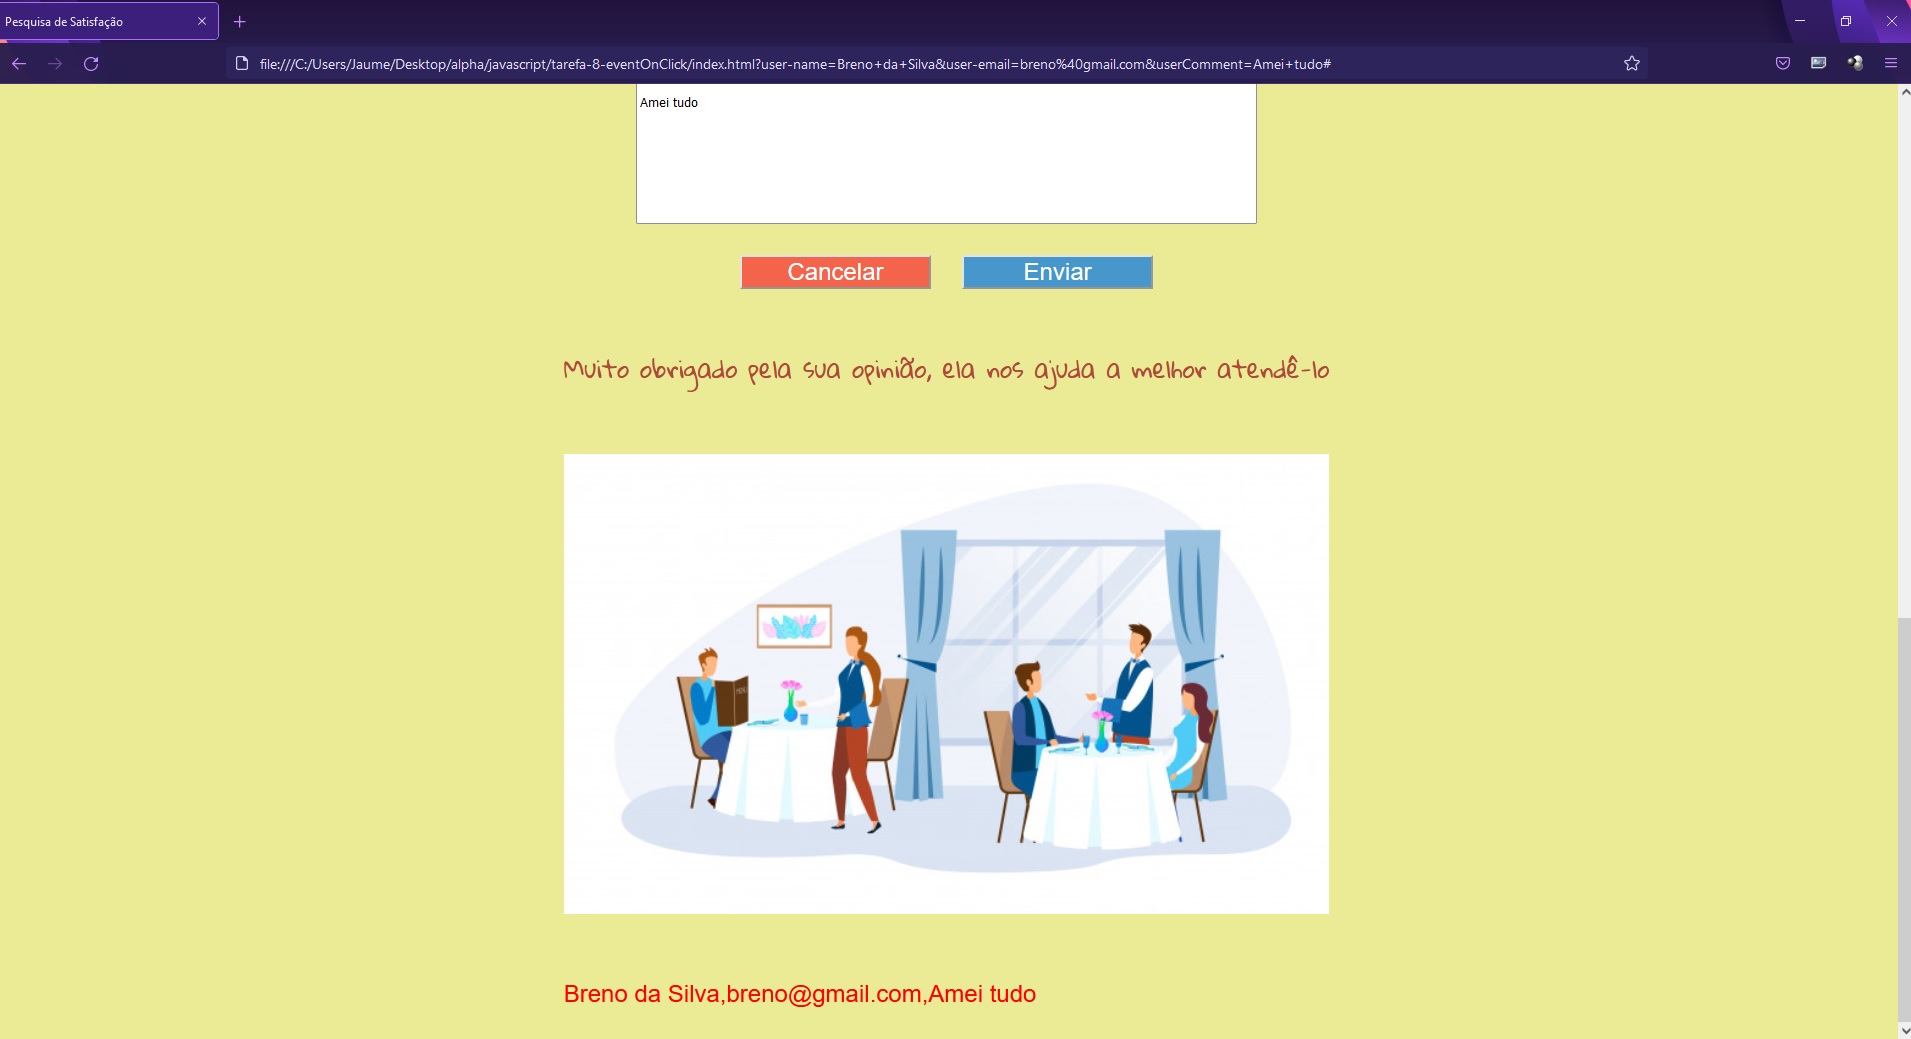 Pesquisa de Satisfação
file:///C:/Users/Jaume/Desktop/alpha/javascript/tarefa-8-eventOnClick/index.html?user-name=Breno+da+Silva&user-email=breno%40gmail.com&userComment=Amei+tudo#
Amei tudo
Cancelar Enviar
Muito obrigado pela sua opinião, ela nos ajuda a melhor atendê-lo
MENU
Breno da Silva,breno@gmail.com,Amei tudo